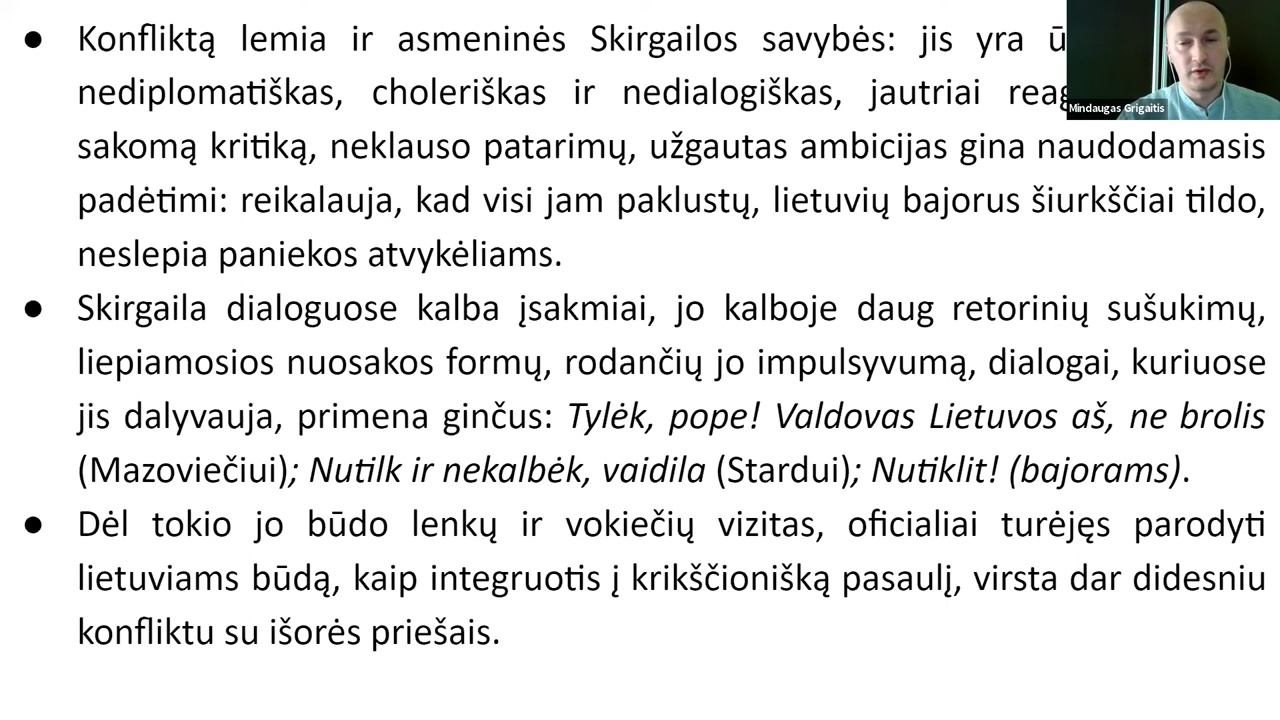 ● Konfliktą lemia ir asmeninės Skirgailos savybės: jis yra
nediplomatiškas, choleriškas ir nedialogiškas, jautriai
sakomą kritiką, neklauso patarimų, užgautas ambicijas gina naudodamasis
padėtimi: reikalauja, kad visi jam paklustų, lietuvių bajorus šiurkščiai tildo,
neslepia paniekos atvykėliams.
● Skirgaila dialoguose kalba įsakmiai, jo kalboje daug retorinių sušukimų,
liepiamosios nuosakos formų, rodančių jo impulsyvumą, dialogai, kuriuose
jis dalyvauja, primena ginčus: Tylėk, pope! Valdovas Lietuvos aš, ne brolis
(Mazoviečiui); Nutilk ir nekalbėk, vaidila (Stardui); Nutiklit! (bajorams).
● Dėl tokio jo būdo lenkų ir vokiečių vizitas, oficialiai turėjęs parodyti
lietuviams būdą, kaip integruotis į krikščionišką pasaulį, virsta dar didesniu
konfliktu su išorės priešais.
Mindaugas Grigaitis